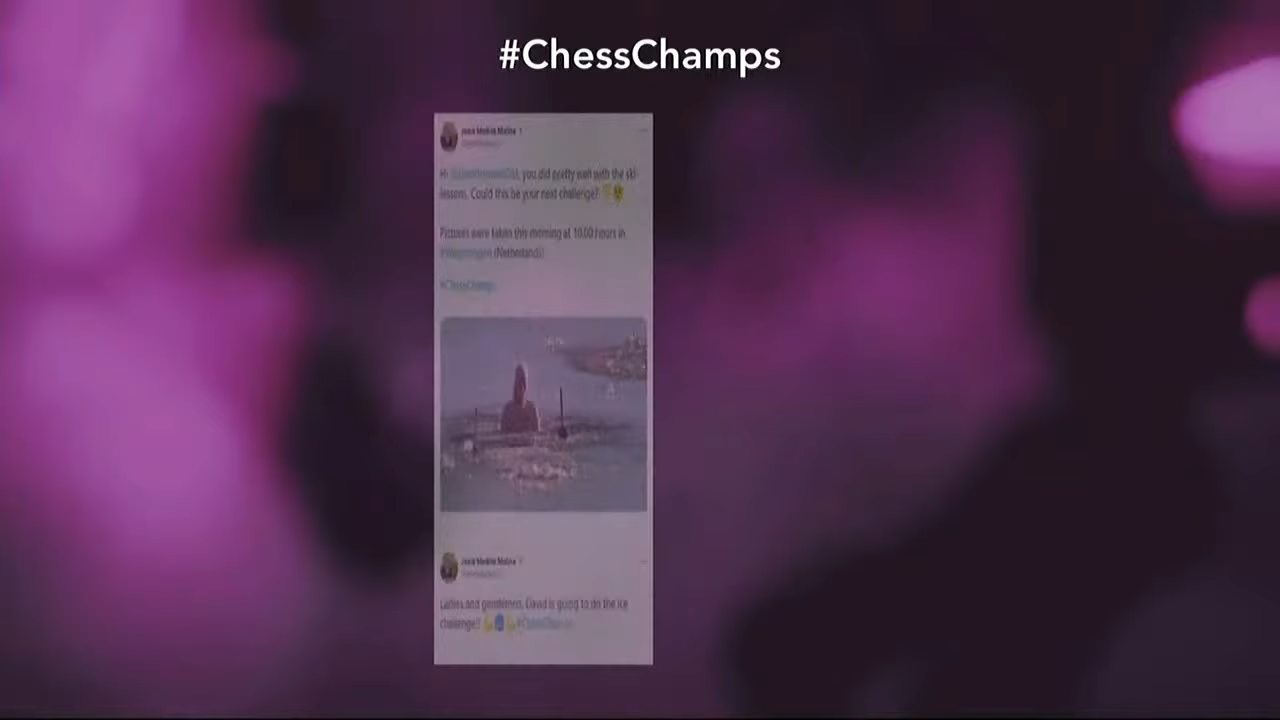 #ChessChamps
Jesús Medina Molina
Hi you did pretty well with the ski
lessons. Could this be your next challenge?
Pictures were taken this morning at 10.00 hours in
(Netherlands)
#ChessChamps
Jesús Medina Molina
Ladies and gentlemen, David is going to do the ice
challenge!! #ChessChamps